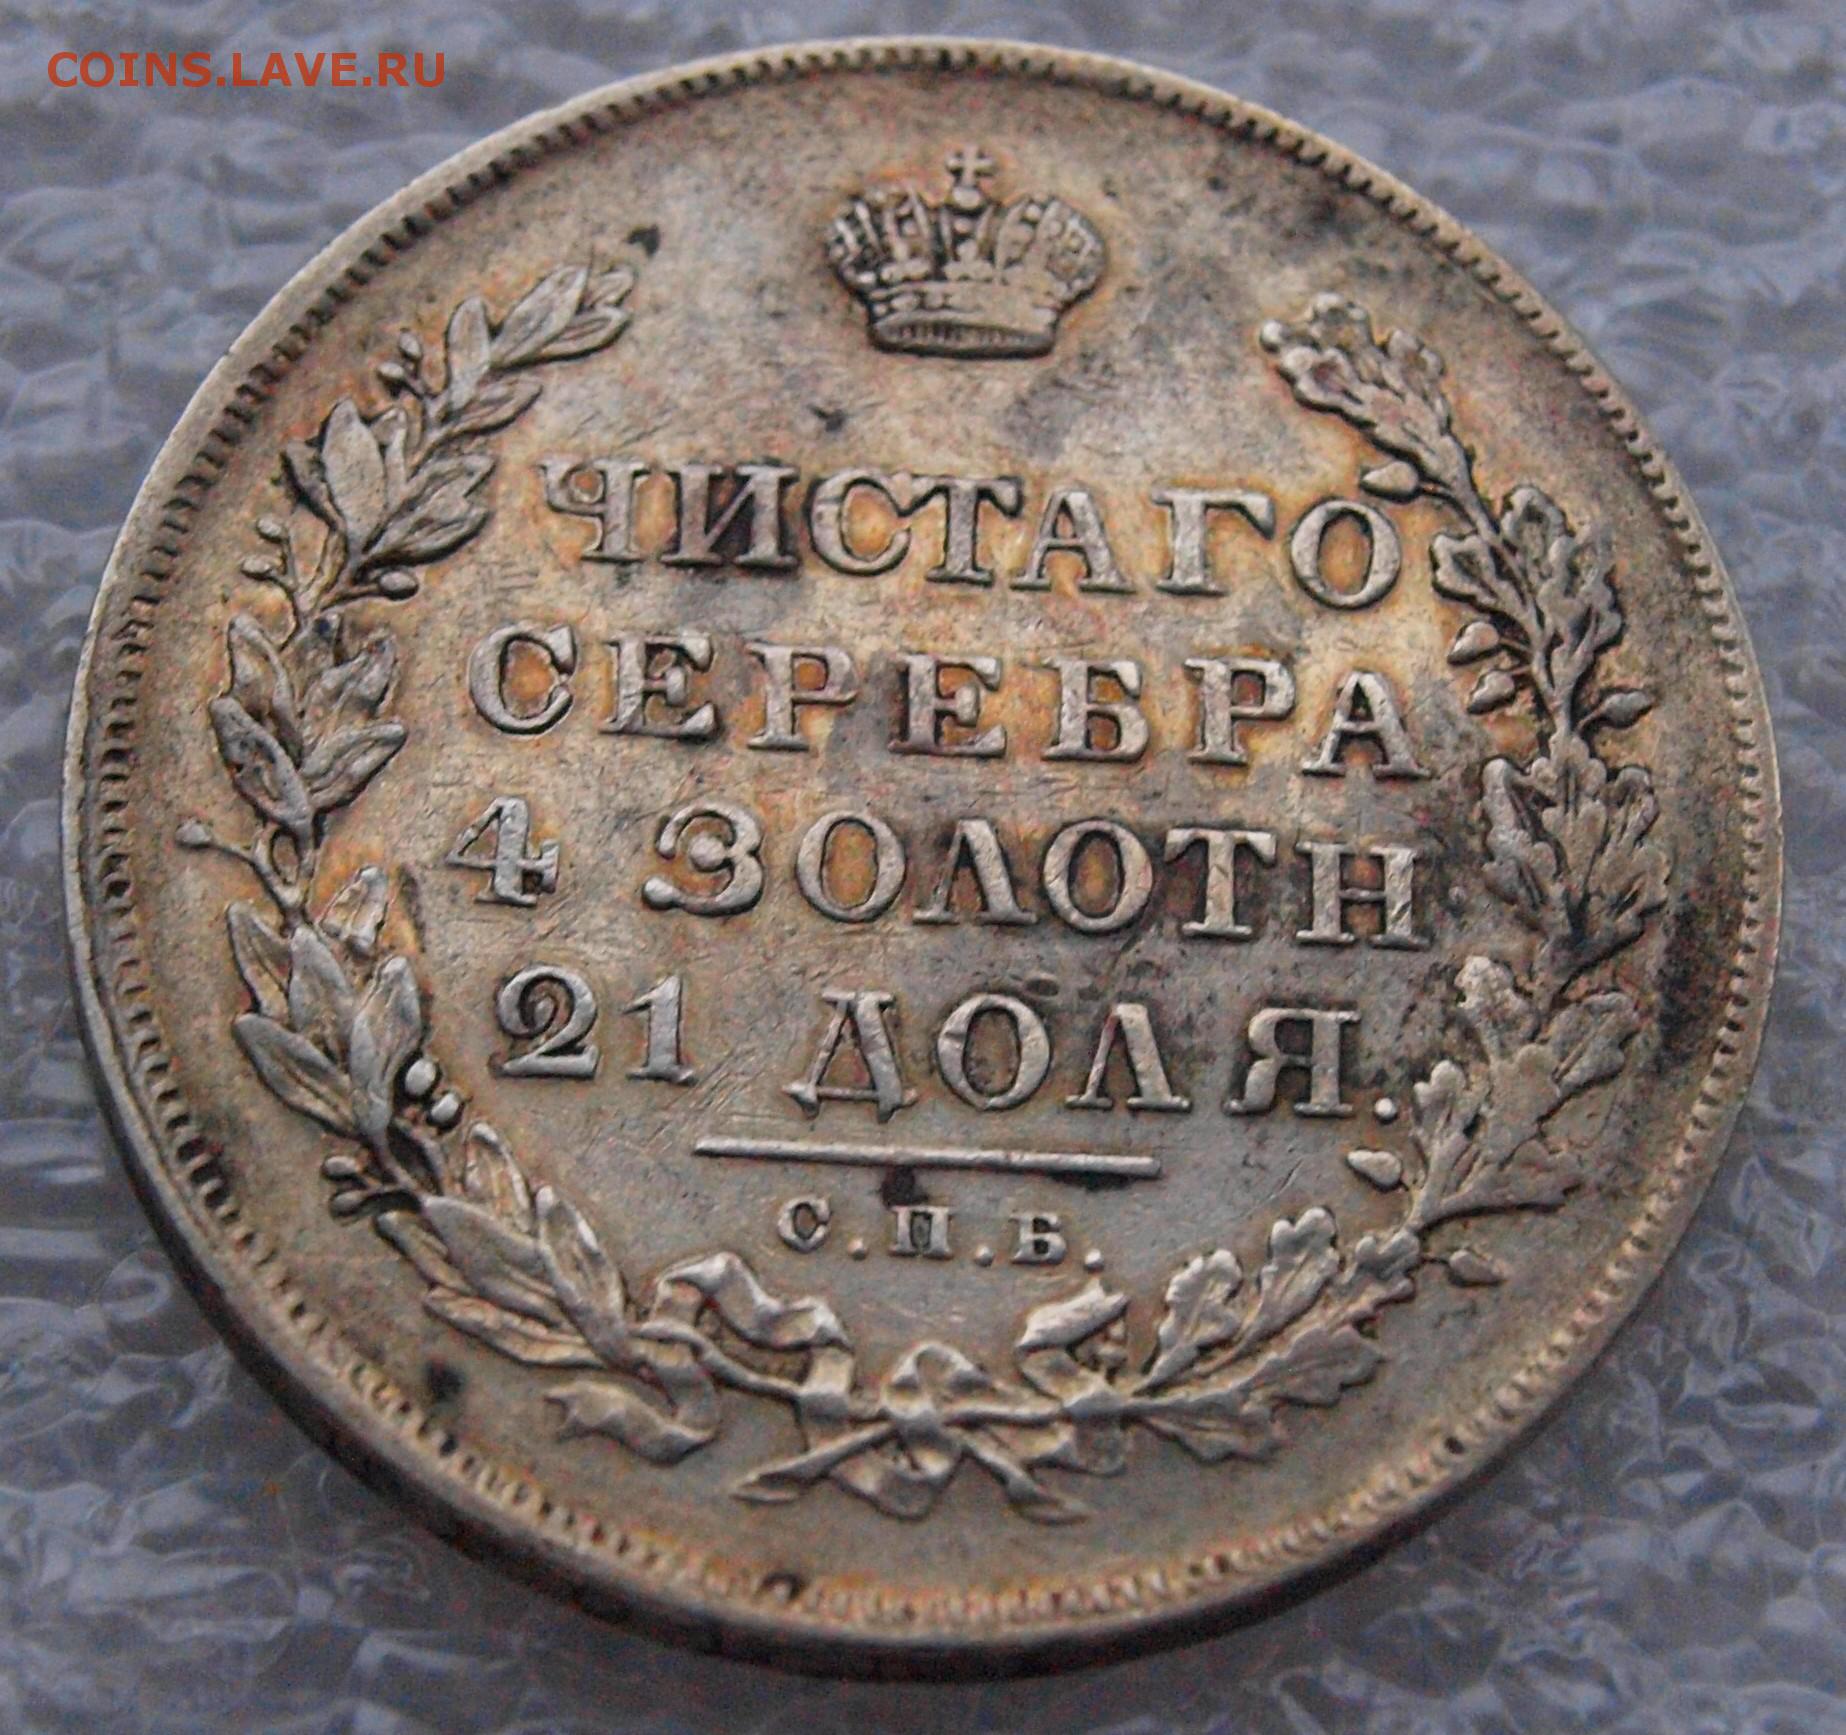 COINS.LAVE.RU
ЧИСТАГО
СЕРЕБРА
4 ЗОЛОТН
21 ДОЛЯ.
С.П.Б.